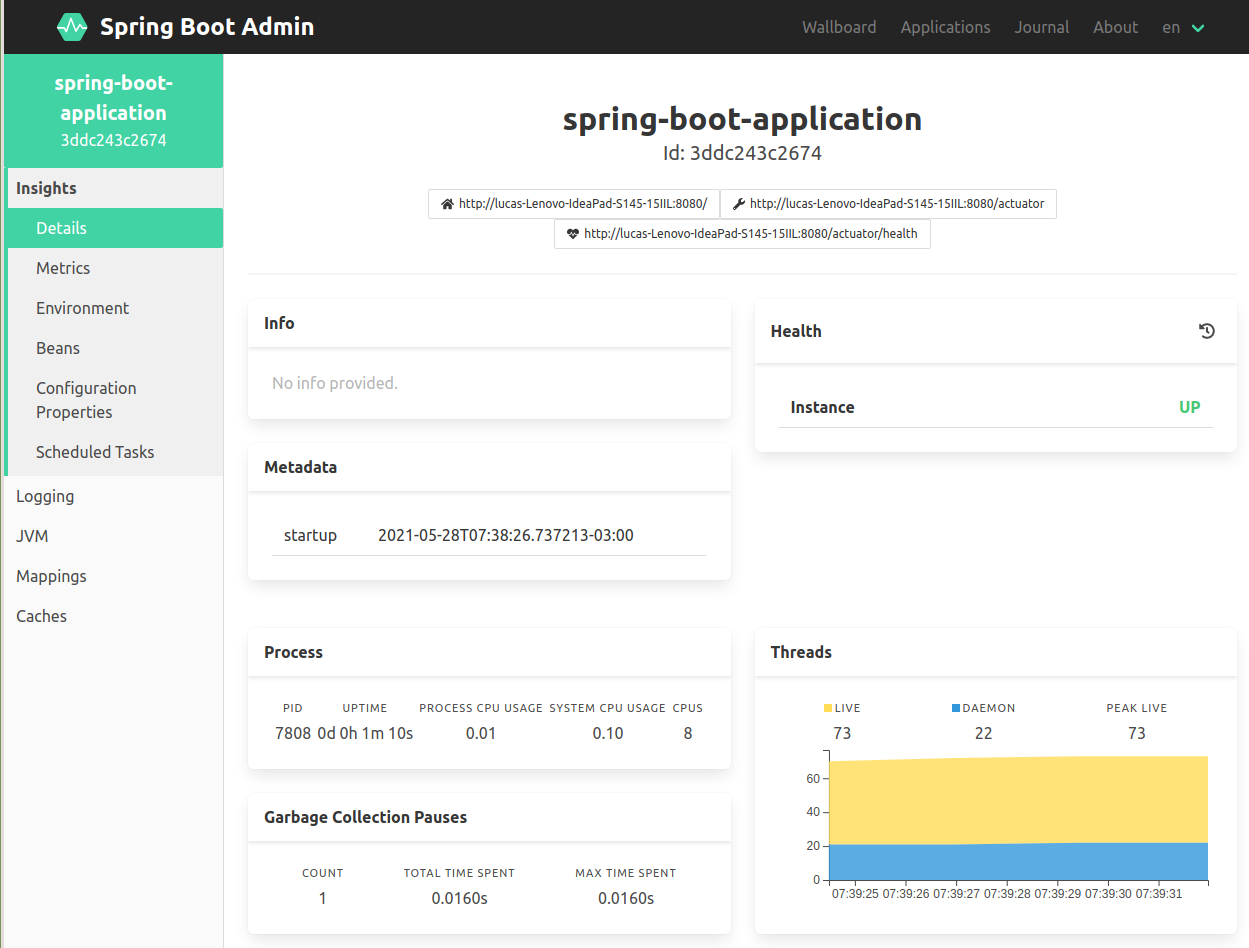 Spring Boot Admin
Wallboard Applications Journal About en
spring-boot-
application
3ddc243c2674
Insights
Details
Metrics
Environment
Beans
Configuration
Properties
Scheduled Tasks
Logging
JVM
Mappings
Caches
spring-boot-application
Id: 3ddc243c2674
http://lucas-Lenovo-IdeaPad-S145-15IIL:8080/ http://lucas-Lenovo-IdeaPad-S145-15IIL:8080/actuator
http://lucas-Lenovo-IdeaPad-S145-15IIL:8080/actuator/health
Info
No info provided.
Health
Instance UP
Metadata
startup 2021-05-28T07:38:26.737213-03:00
Process
PID UPTIME PROCESS CPU USAGE SYSTEM CPU USAGE CPUS
7808 0d 0h 1m 10s 0.01 0.10 8
Threads
LIVE DAEMON PEAK LIVE
73 22 73
60
40
20
0
07:39:25 07:39:26 07:39:27 07:39:28 07:39:29 07:39:30 07:39:31
Garbage Collection Pauses
COUNT TOTAL TIME SPENT MAX TIME SPENT
1 0.0160s 0.0160s